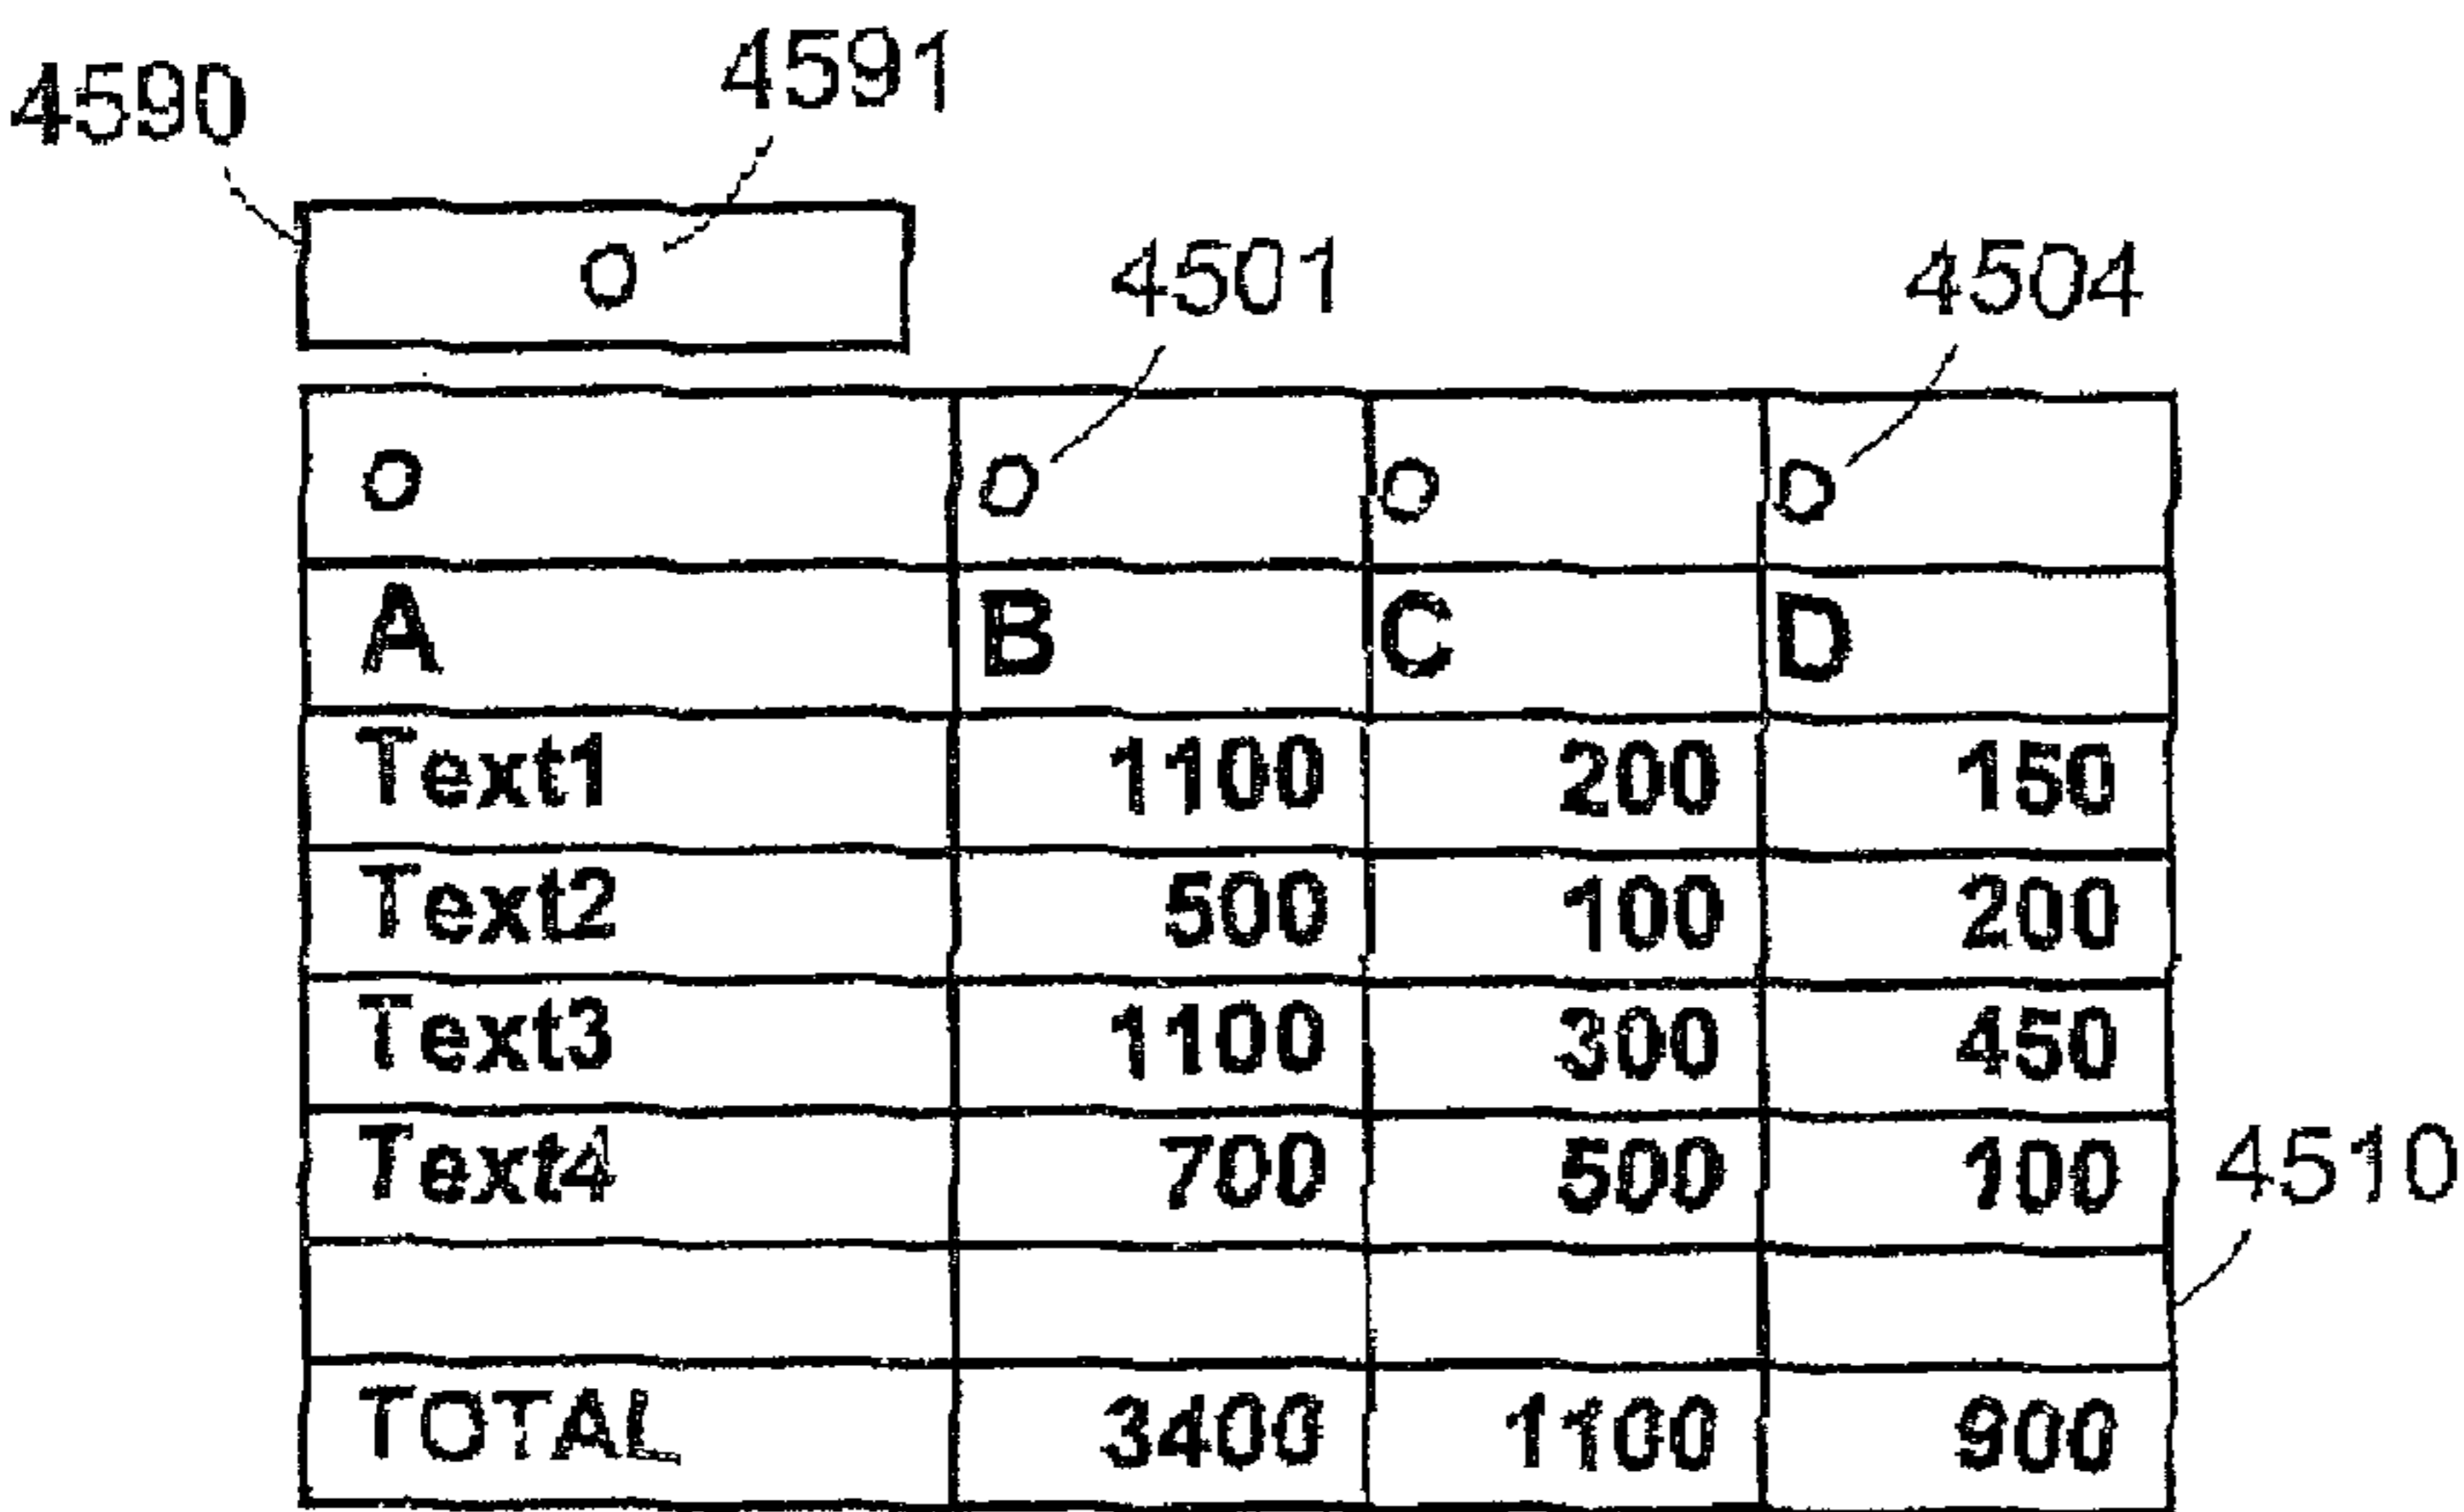 4590 4591
O
4501 4504
O O O O
A B C D
Text1 1100 200 150
Text2 500 100 200
Text3 1100 300 450
Text4 700 500 100
4510
TOTAL 3400 1100 900